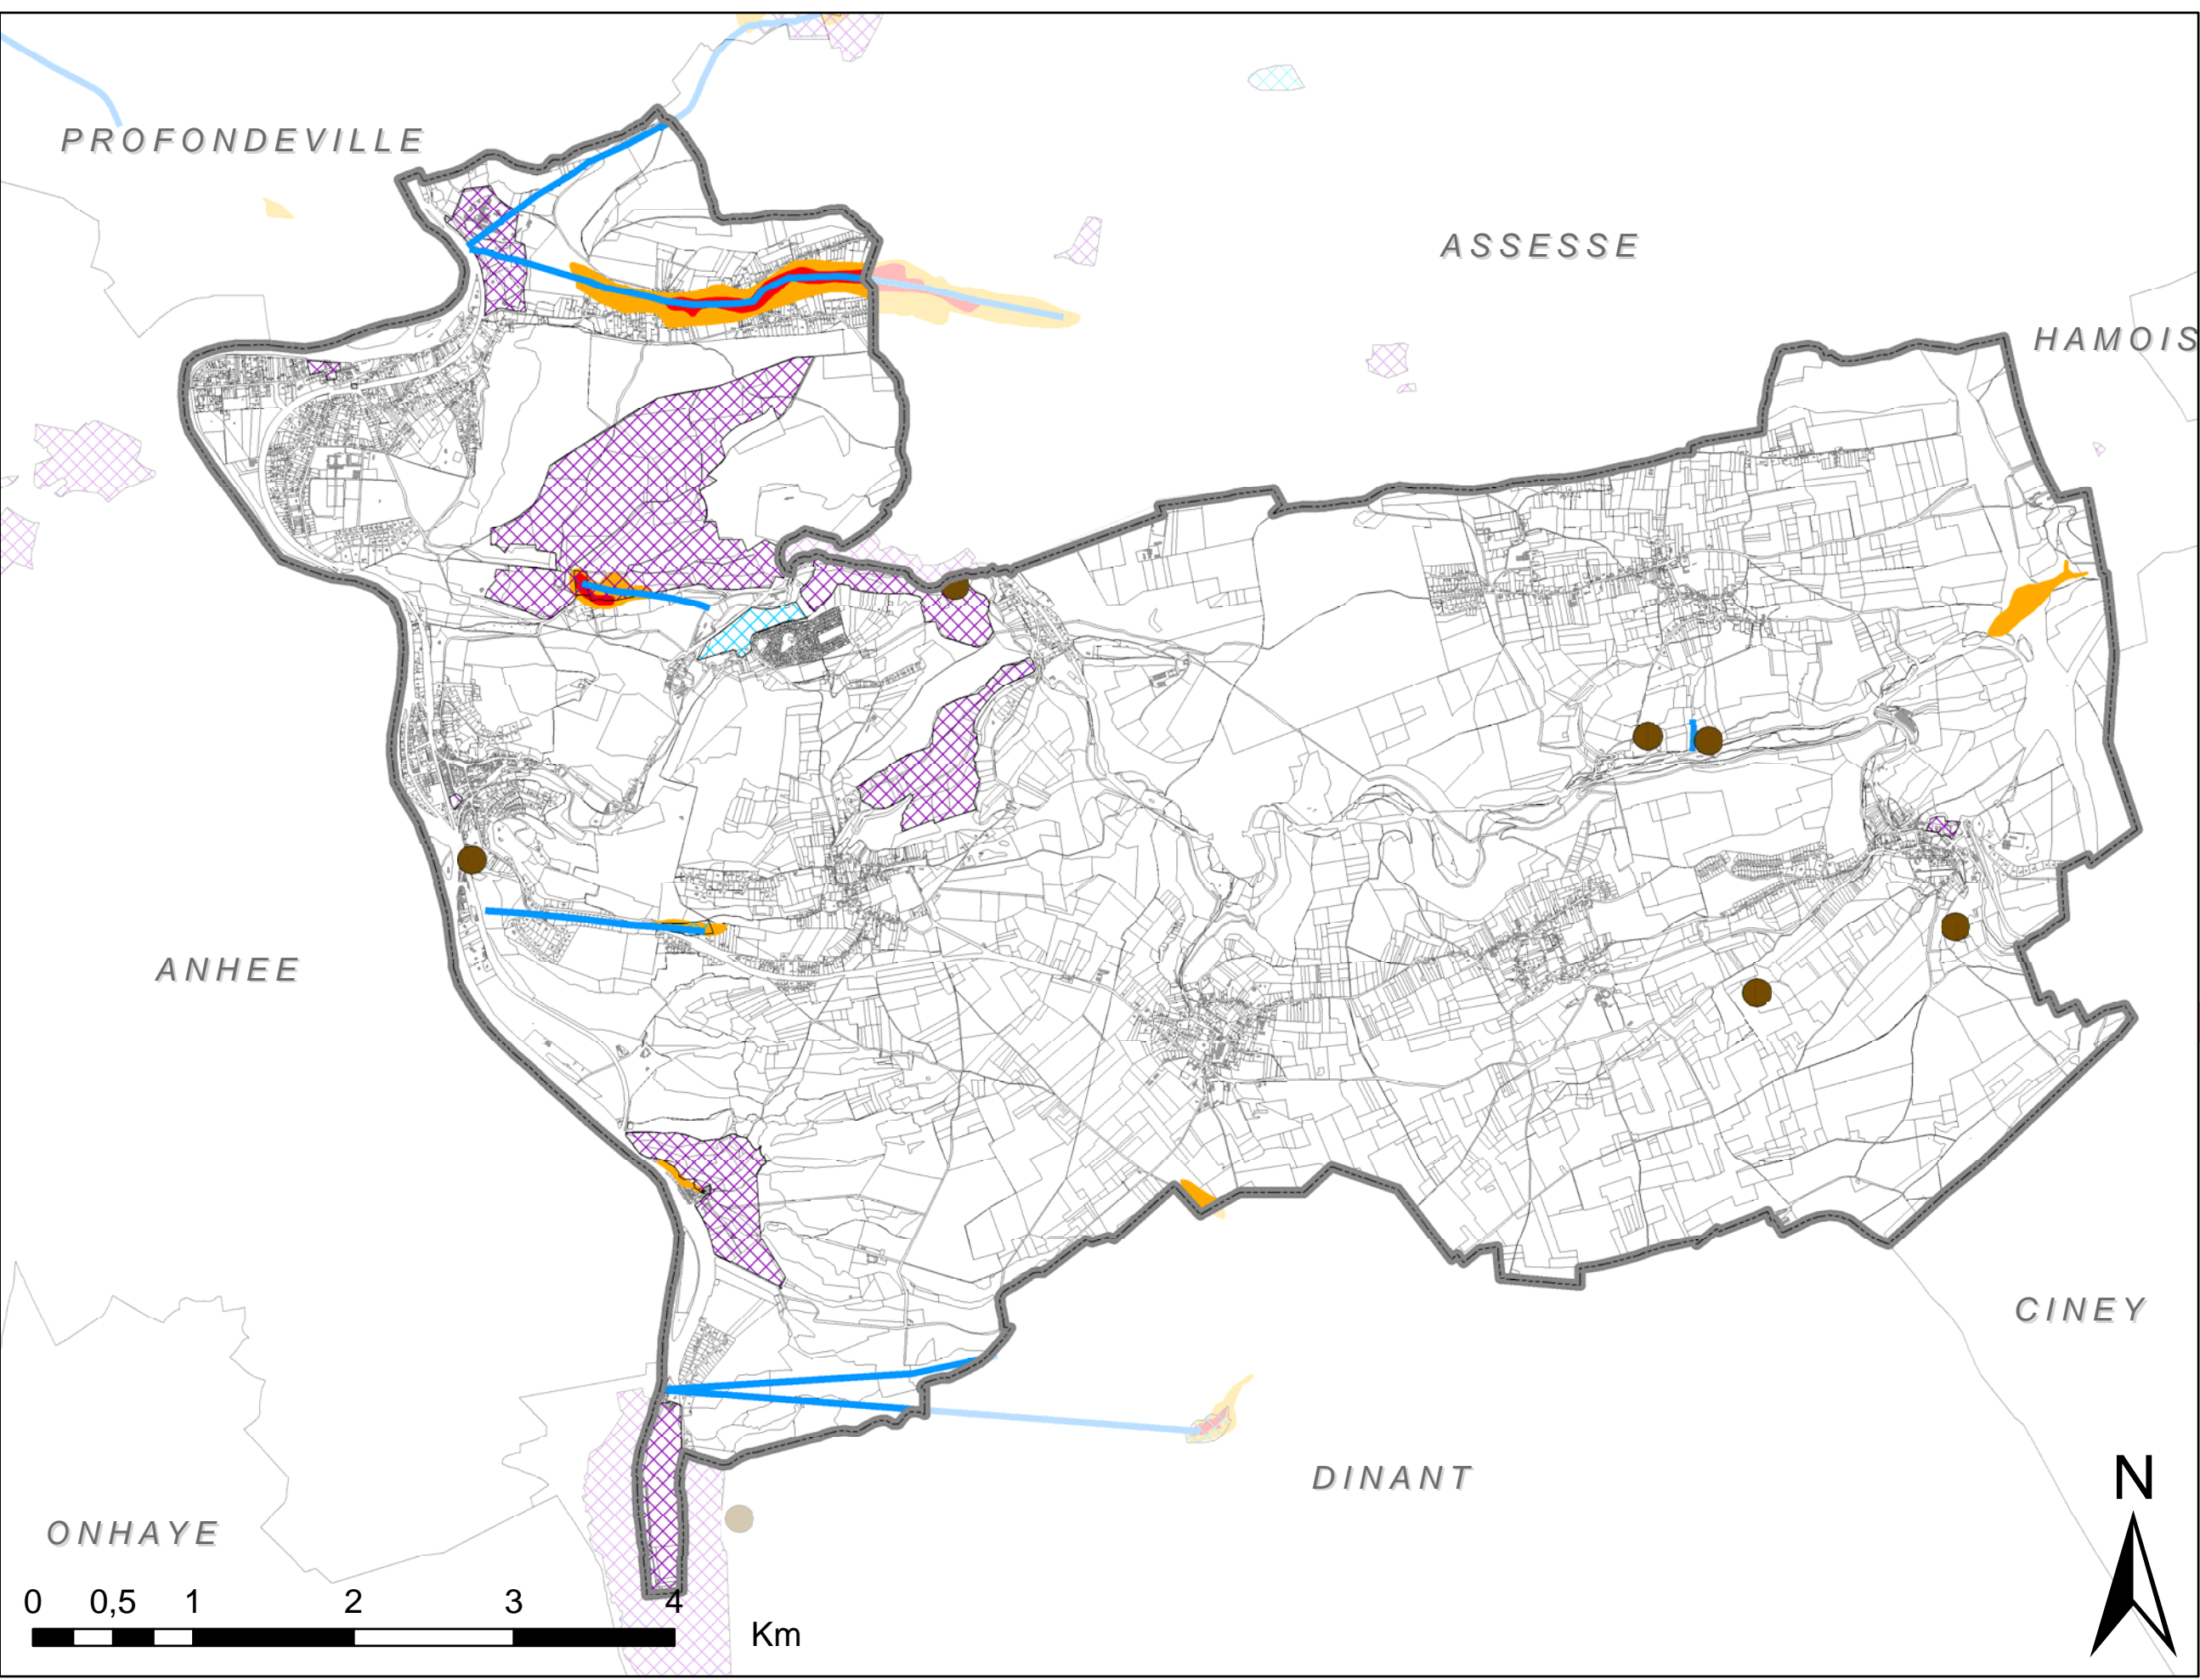 PROFONDEVILLE
ASSESSE
HAMOIS
ANHEE
CINEY
DINANT
N
ONHAYE
0 0,5 1 2 3 4
Km